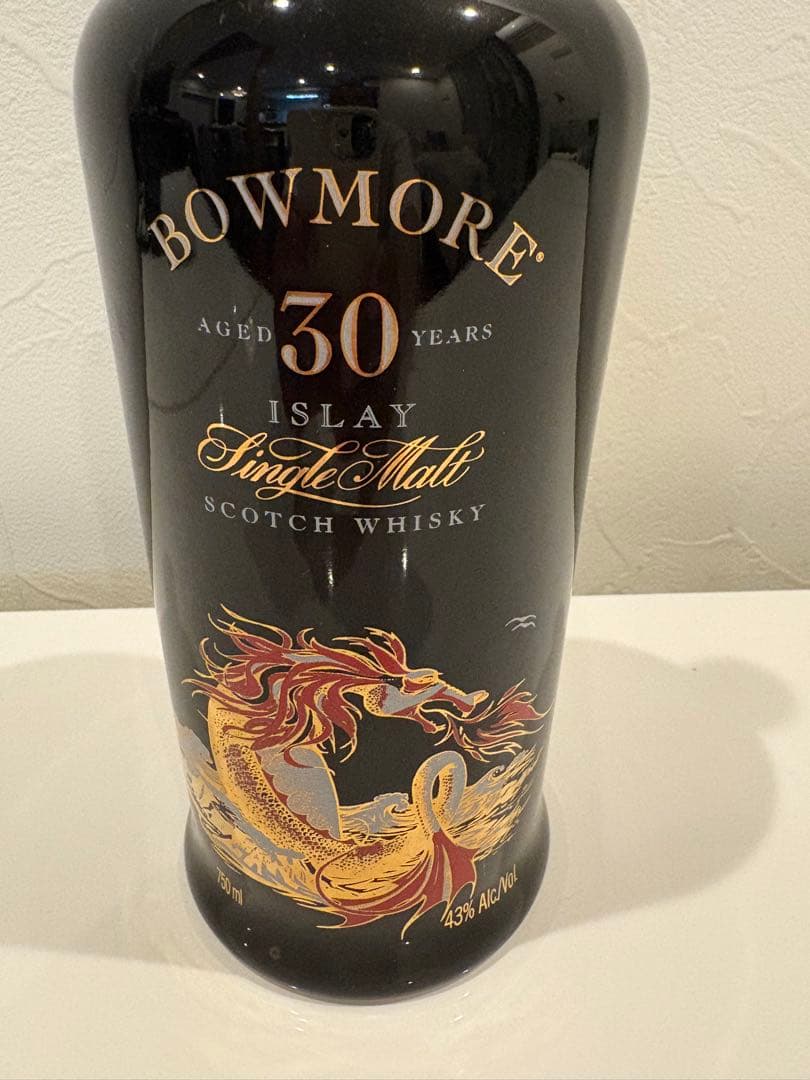 BOWMORE®
AGED 30 YEARS
ISLAY
Single Malt
SCOTCH WHISKY
750 ml
43% Alc./Vol.